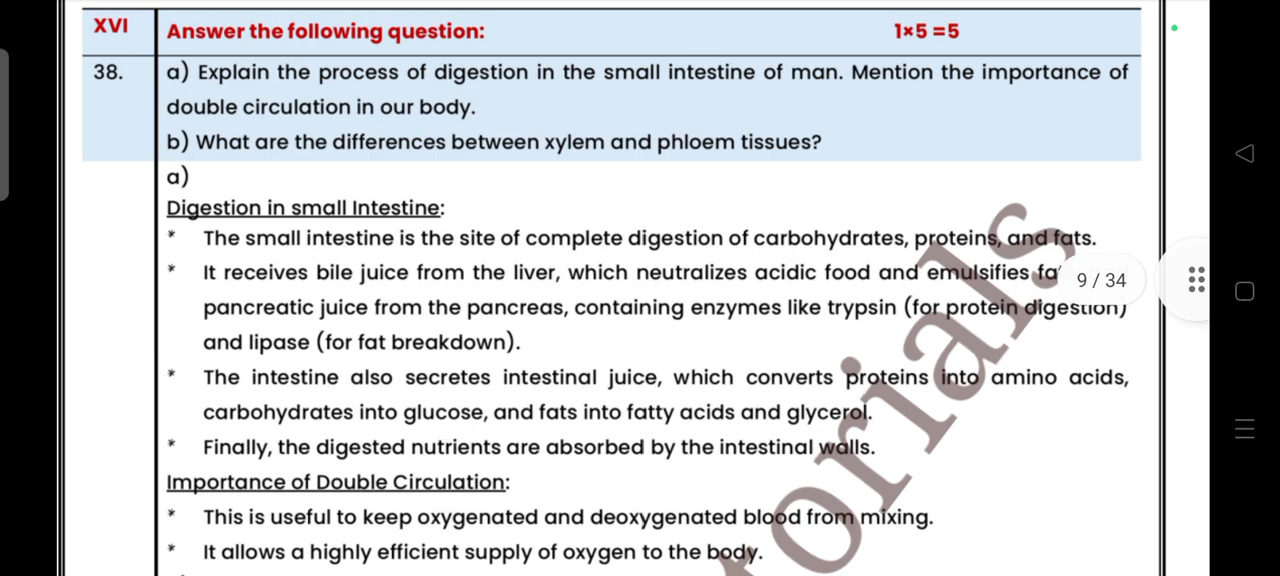 XVI Answer the following question: 1×5 =5
38. a) Explain the process of digestion in the small intestine of man. Mention the importance of
double circulation in our body.
b) What are the differences between xylem and phloem tissues?
a)
Digestion in small Intestine:
* The small intestine is the site of complete digestion of carbohydrates, proteins, and fats.
* It receives bile juice from the liver, which neutralizes acidic food and emulsifies
9 / 34
pancreatic juice from the pancreas, containing enzymes like trypsin (for protein digestion)
and lipase (for fat breakdown).
* The intestine also secretes intestinal juice, which converts proteins into amino acids,
carbohydrates into glucose, and fats into fatty acids and glycerol.
* Finally, the digested nutrients are absorbed by the intestinal walls.
Importance of Double Circulation:
* This is useful to keep oxygenated and deoxygenated blood from mixing.
* It allows a highly efficient supply of oxygen to the body.